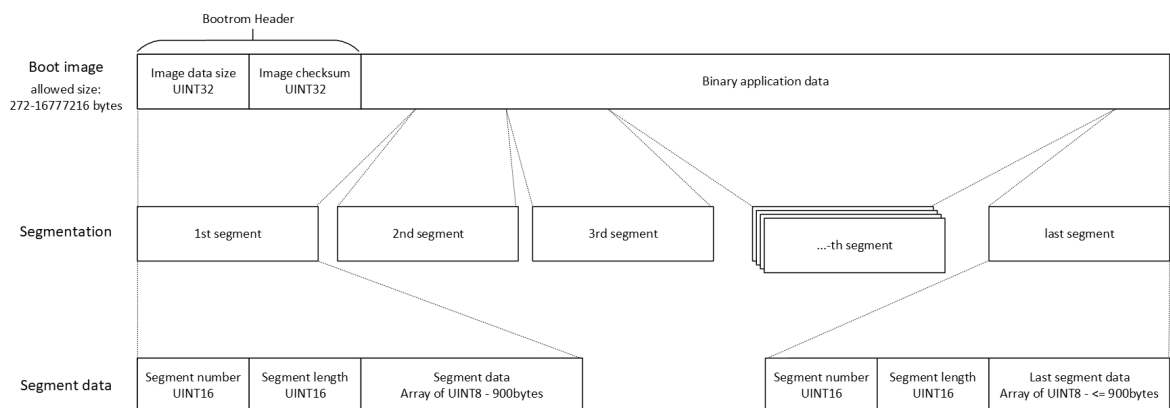 Bootrom Header
Boot image
allowed size:
272-16777216 bytes
Image data size
UINT32
Image checksum
UINT32
Binary application data
Segmentation
1st segment
2nd segment
3rd segment
...-th segment
last segment
Segment data
Segment number
UINT16
Segment length
UINT16
Segment data
Array of UINT8 - 900bytes
Segment number
UINT16
Segment length
UINT16
Last segment data
Array of UINT8 - <= 900bytes